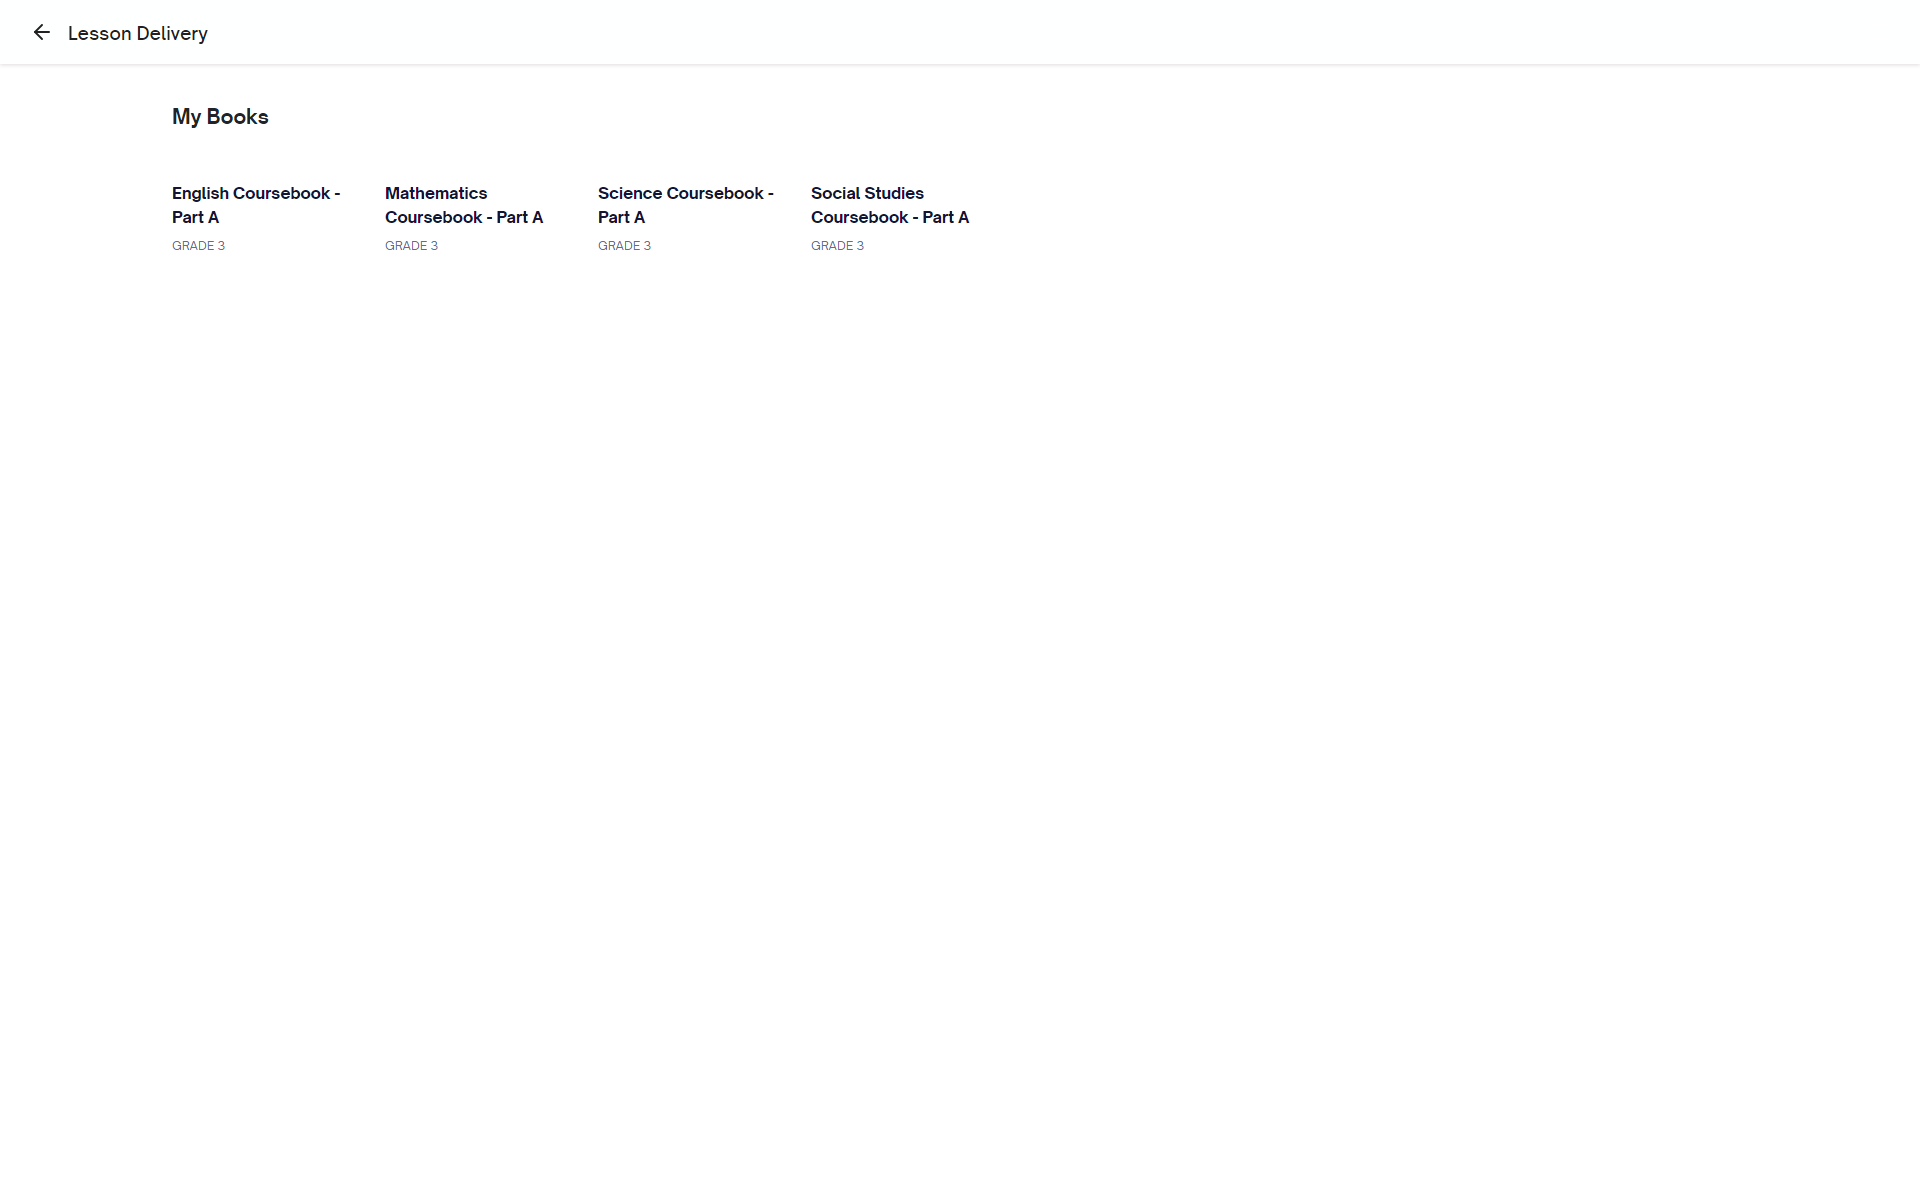 Lesson Delivery
My Books
English Coursebook -
Part A
GRADE 3
Mathematics
Coursebook - Part A
GRADE 3
Science Coursebook -
Part A
GRADE 3
Social Studies
Coursebook - Part A
GRADE 3